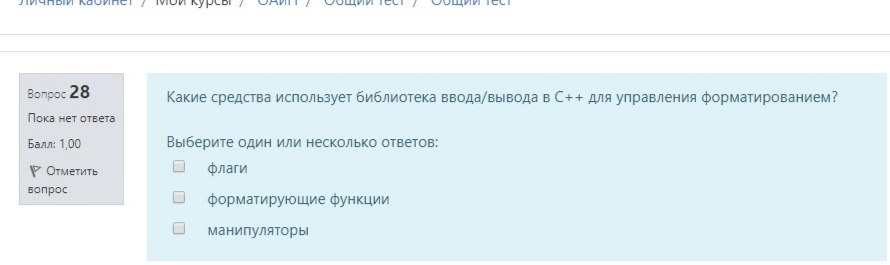 Личный кабинет / Мои курсы / ОАиП / Общий тест / Общий тест
Вопрос 28
Пока нет ответа
Балл: 1,00
Отметить
вопрос
Какие средства использует библиотека ввода/вывода в С++ для управления форматированием?
Выберите один или несколько ответов:
флаги
форматирующие функции
манипуляторы